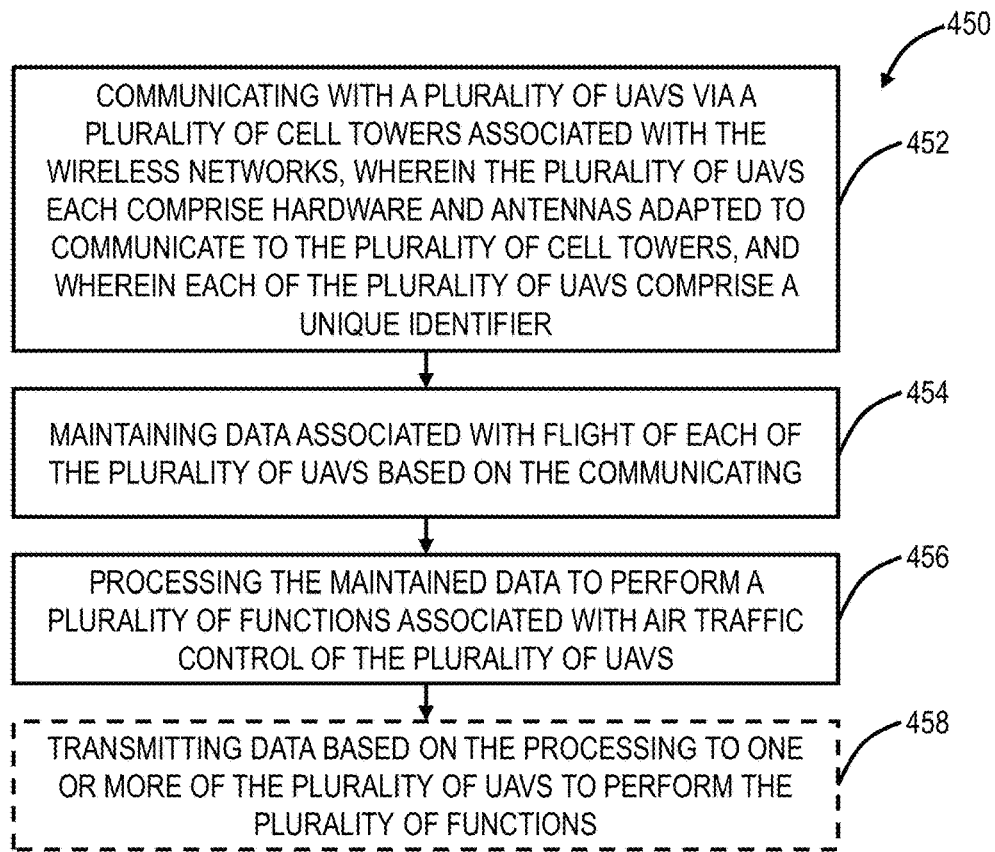 450
COMMUNICATING WITH A PLURALITY OF UAVS VIA A
PLURALITY OF CELL TOWERS ASSOCIATED WITH THE
WIRELESS NETWORKS, WHEREIN THE PLURALITY OF UAVS
EACH COMPRISE HARDWARE AND ANTENNAS ADAPTED TO
COMMUNICATE TO THE PLURALITY OF CELL TOWERS, AND
WHEREIN EACH OF THE PLURALITY OF UAVS COMPRISE A
UNIQUE IDENTIFIER
452
MAINTAINING DATA ASSOCIATED WITH FLIGHT OF EACH OF
THE PLURALITY OF UAVS BASED ON THE COMMUNICATING
454
PROCESSING THE MAINTAINED DATA TO PERFORM A
PLURALITY OF FUNCTIONS ASSOCIATED WITH AIR TRAFFIC
CONTROL OF THE PLURALITY OF UAVS
456
TRANSMITTING DATA BASED ON THE PROCESSING TO ONE
OR MORE OF THE PLURALITY OF UAVS TO PERFORM THE
PLURALITY OF FUNCTIONS
458